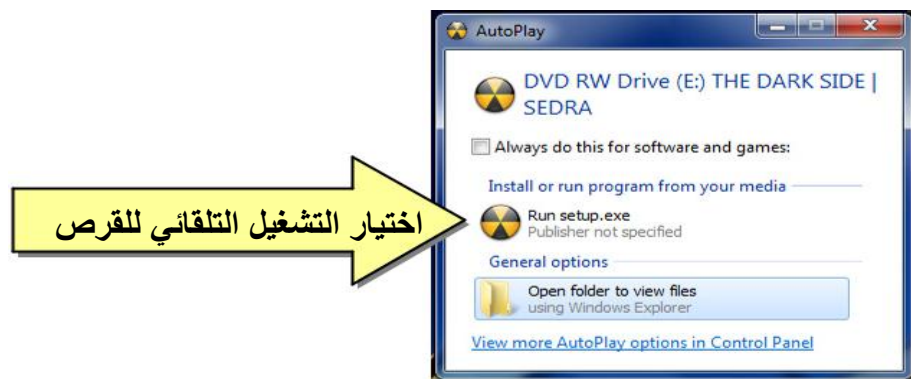 AutoPlay
DVD RW Drive (E:) THE DARK SIDE |
SEDRA
Always do this for software and games:
Install or run program from your media
اختيار التشغيل التلقائي للقرص
Run setup.exe
Publisher not specified
General options
Open folder to view files
using Windows Explorer
View more AutoPlay options in Control Panel